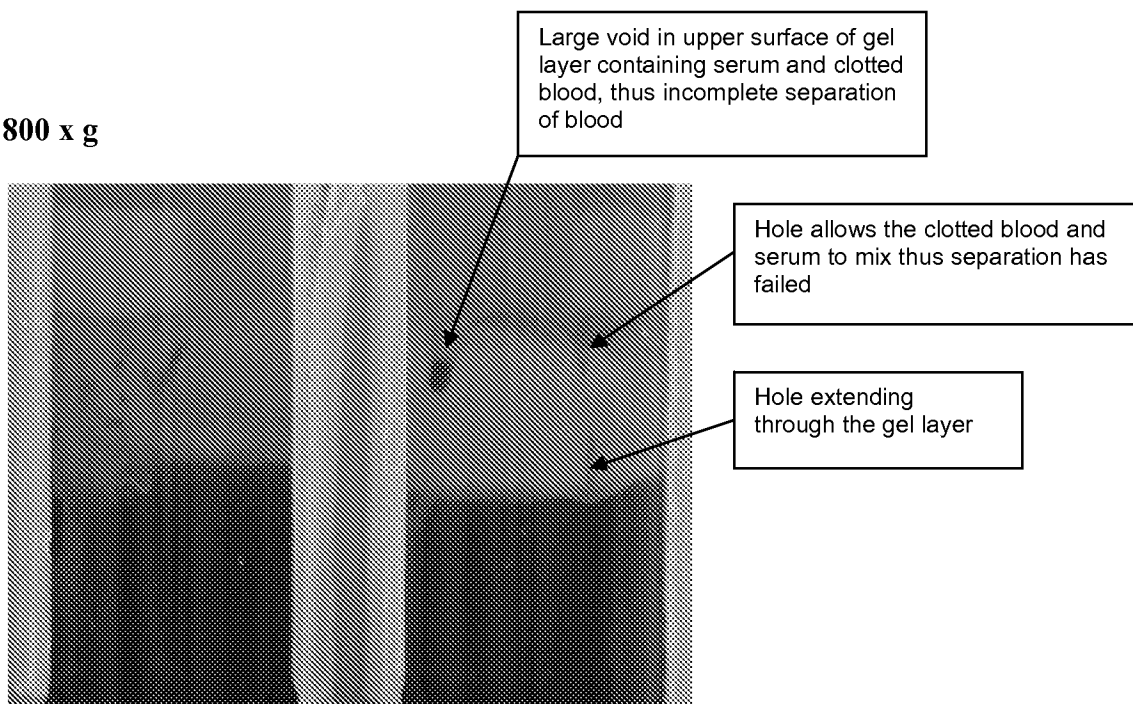 Large void in upper surface of gel
layer containing serum and clotted
blood, thus incomplete separation
of blood
800 x g
Hole allows the clotted blood and
serum to mix thus separation has
failed
Hole extending
through the gel layer